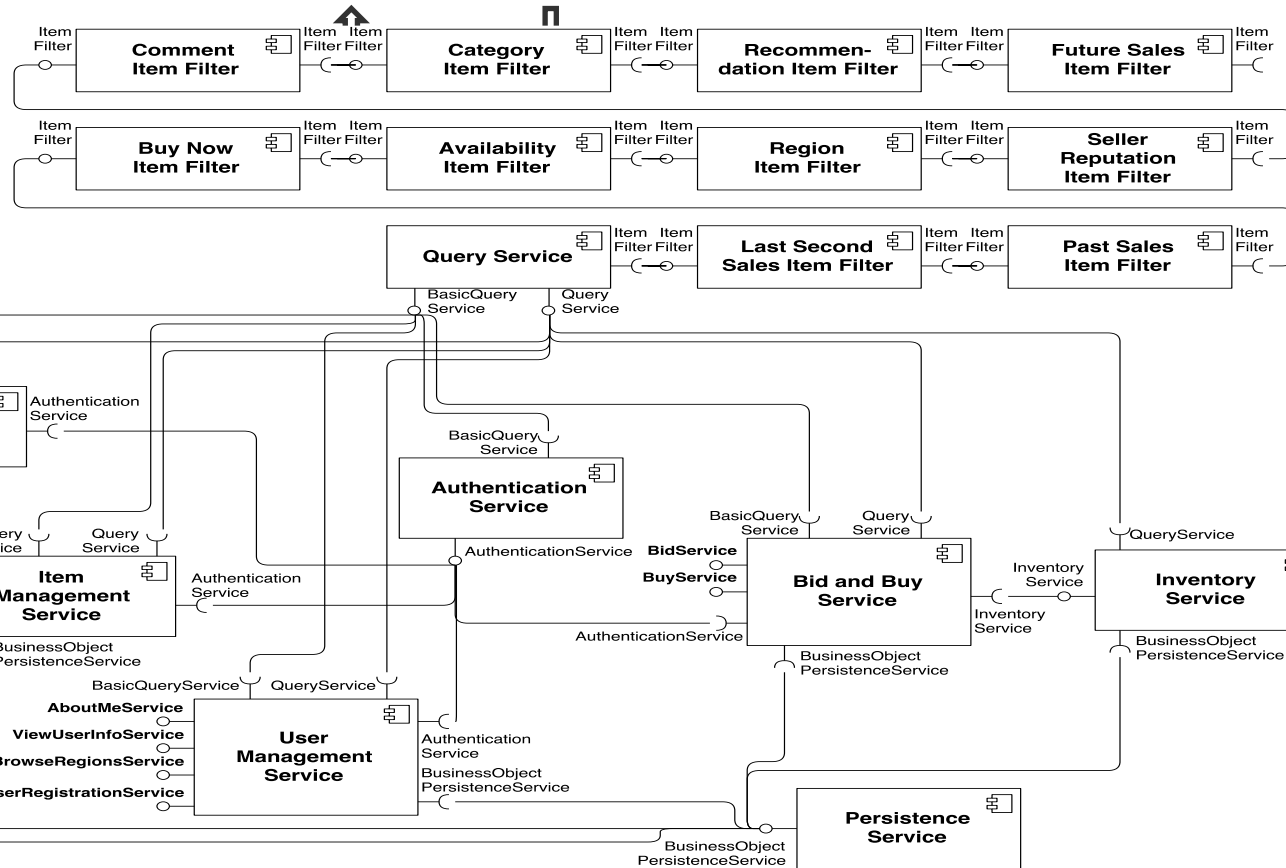 Item
Filter
Comment
Item Filter
Item
Filter
Item
Filter
Category
Item Filter
Item
Filter
Item
Filter
Recommen-
dation Item Filter
Item
Filter
Item
Filter
Future Sales
Item Filter
Item
Filter
Item
Filter
Buy Now
Item Filter
Item
Filter
Item
Filter
Availability
Item Filter
Item
Filter
Item
Filter
Region
Item Filter
Item
Filter
Item
Filter
Seller
Reputation
Item Filter
Item
Filter
Query Service
Item
Filter
Item
Filter
Last Second
Sales Item Filter
Item
Filter
Item
Filter
Past Sales
Item Filter
Item
Filter
BasicQuery
Service
Query
Service
Authentication
Service
BasicQuery
Service
Authentication
Service
AuthenticationService
ery
ice
Query
Service
Item
Management
Service
Authentication
Service
BusinessObject
PersistenceService
BasicQuery
Service
Query
Service
BidService
BuyService
Bid and Buy
Service
AuthenticationService
Inventory
Service
Inventory
Service
QueryService
Inventory
Service
BusinessObject
PersistenceService
BusinessObject
PersistenceService
BasicQueryService
QueryService
AboutMeService
ViewUserInfoService
BrowseRegionsService
serRegistrationService
User
Management
Service
Authentication
Service
BusinessObject
PersistenceService
Persistence
Service
BusinessObject
PersistenceService